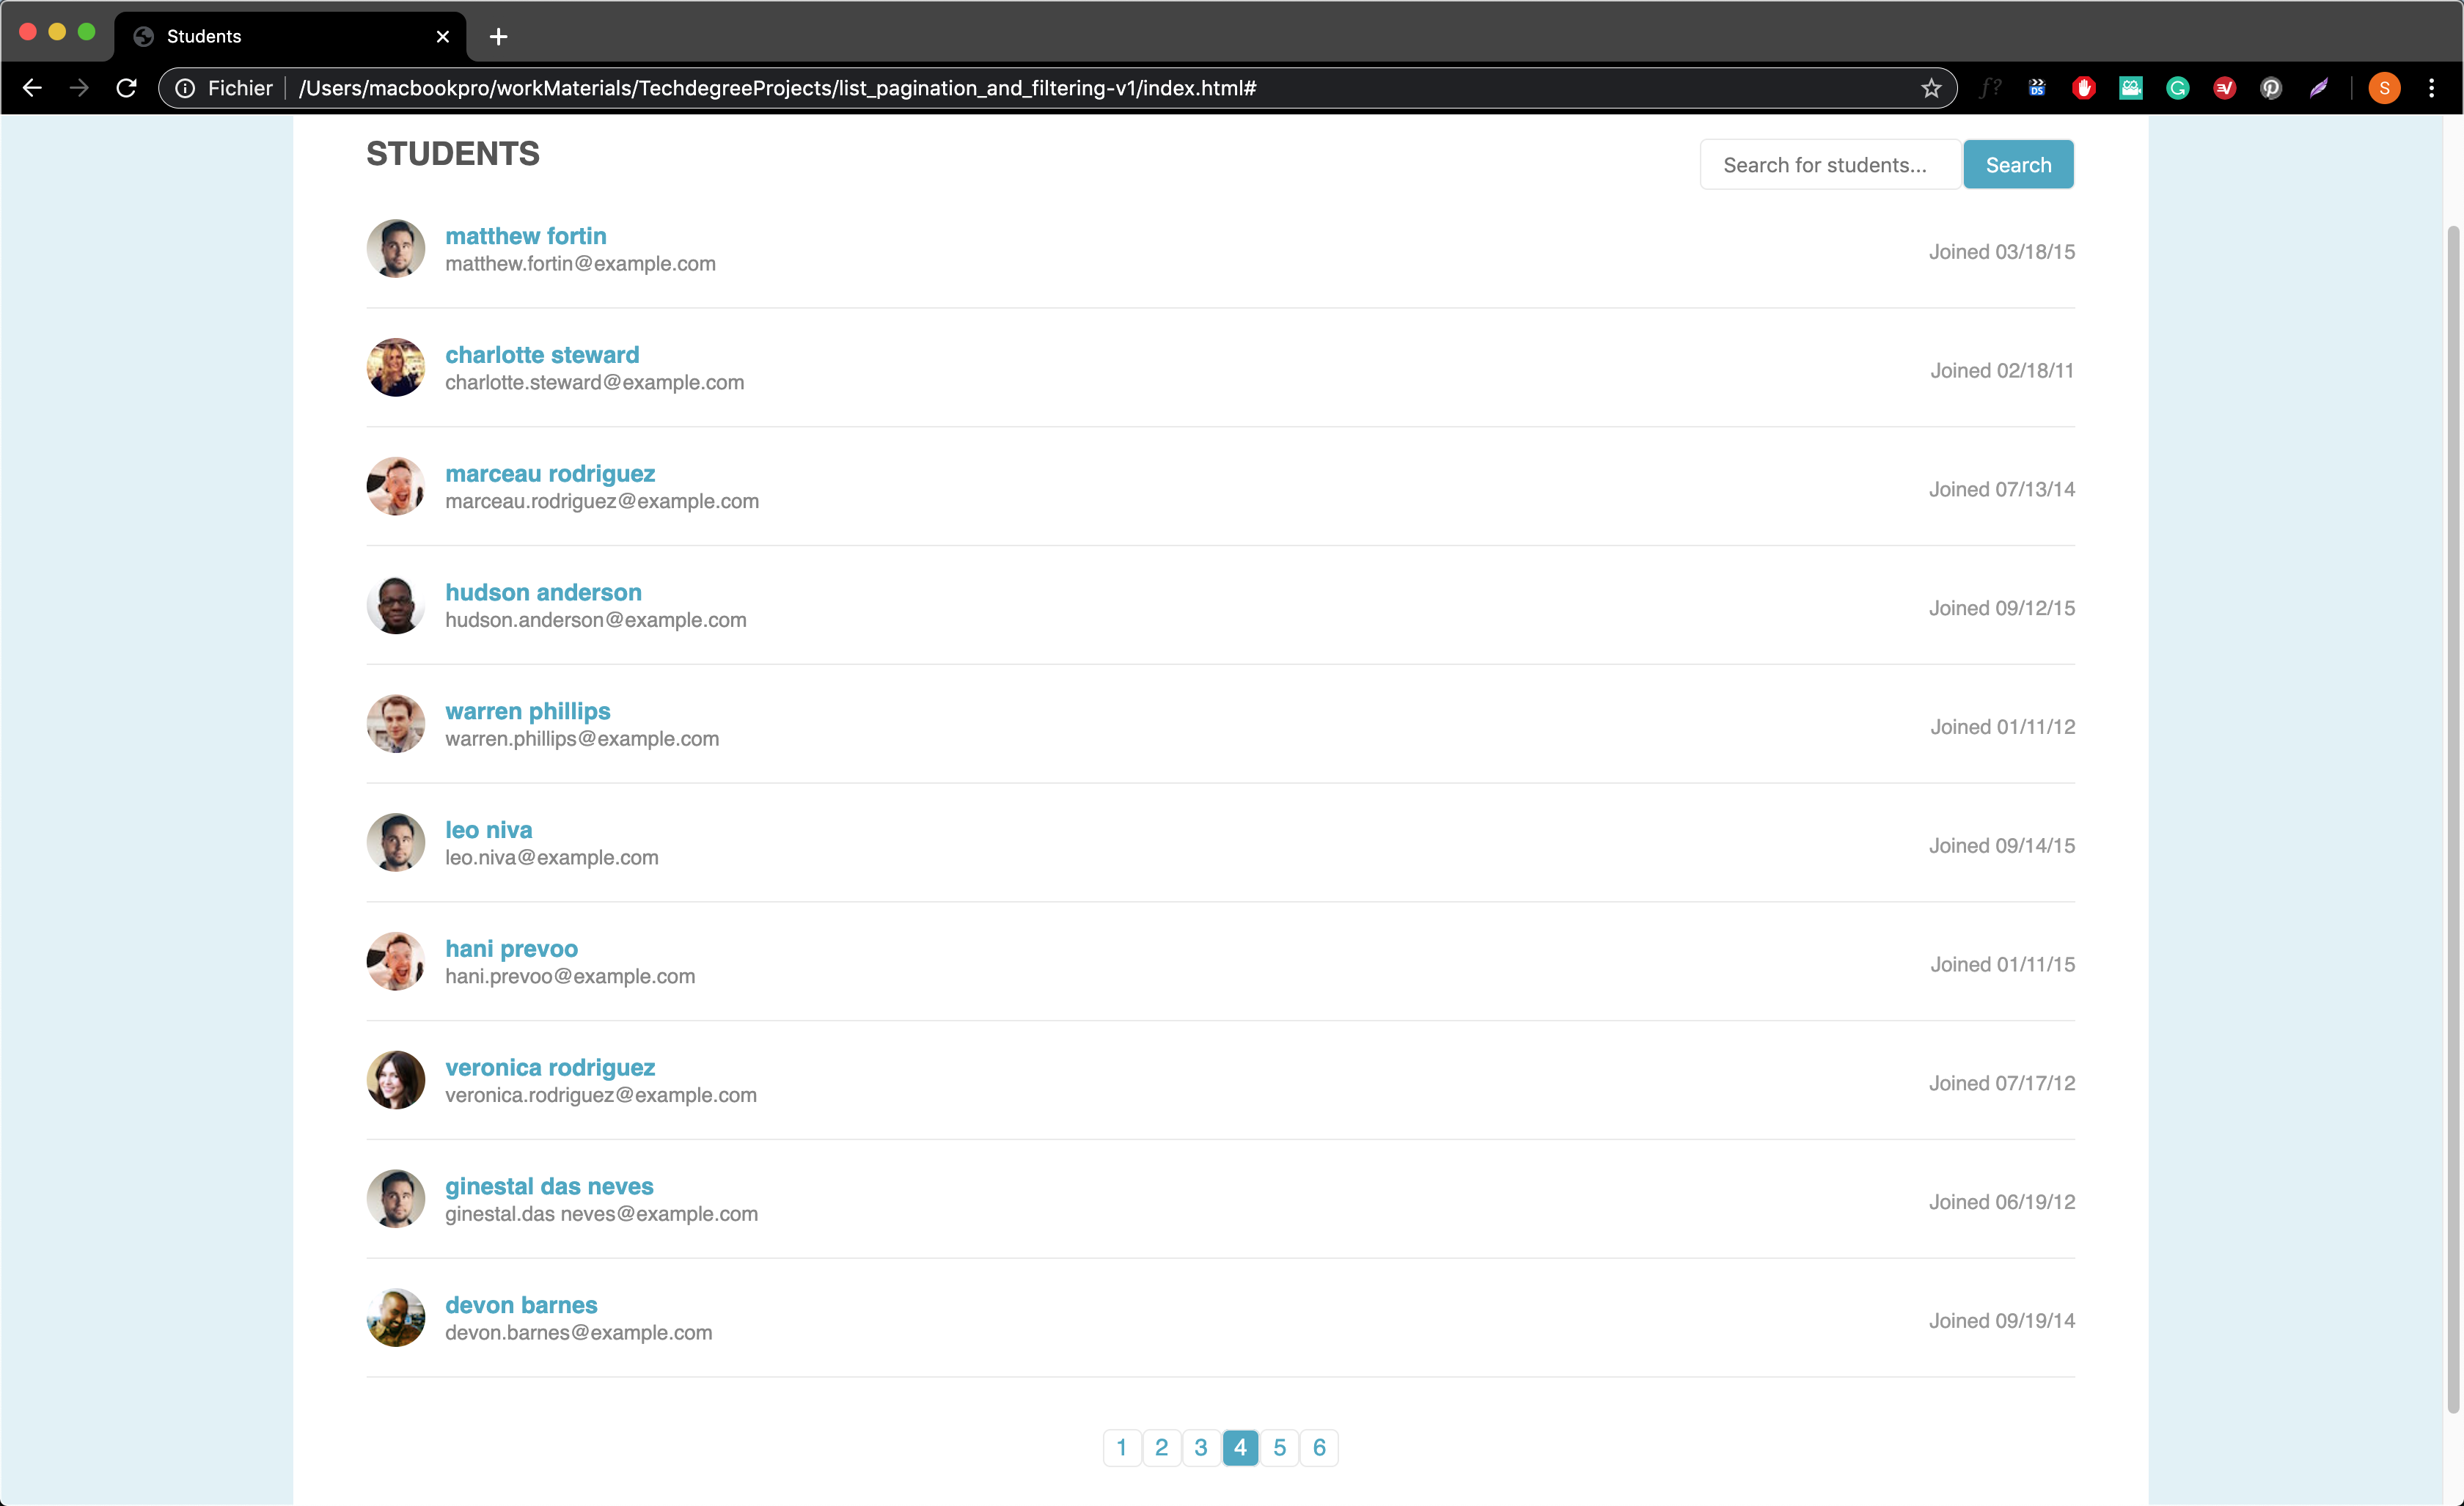 Students
Fichier /Users/macbookpro/workMaterials/TechdegreeProjects/list_pagination_and_filtering-v1/index.html#
f?
DS
S
STUDENTS
Search for students...
Search
matthew fortin
matthew.fortin@example.com
Joined 03/18/15
charlotte steward
charlotte.steward@example.com
Joined 02/18/11
marceau rodriguez
marceau.rodriguez@example.com
Joined 07/13/14
hudson anderson
hudson.anderson@example.com
Joined 09/12/15
warren phillips
warren.phillips@example.com
Joined 01/11/12
leo niva
leo.niva@example.com
Joined 09/14/15
hani prevoo
hani.prevoo@example.com
Joined 01/11/15
veronica rodriguez
veronica.rodriguez@example.com
Joined 07/17/12
ginestal das neves
ginestal.das neves@example.com
Joined 06/19/12
devon barnes
devon.barnes@example.com
Joined 09/19/14
1 2 3 4 5 6